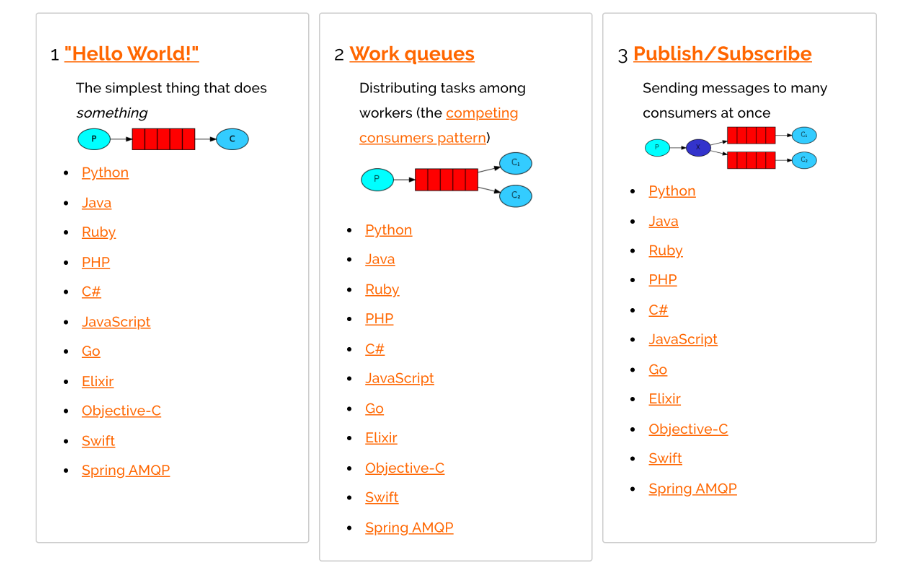 1 "Hello World!"
The simplest thing that does
something
P C
Python
Java
Ruby
PHP
C#
JavaScript
Go
Elixir
Objective-C
Swift
Spring AMQP
2 Work queues
Distributing tasks among
workers (the competing
consumers pattern)
C₁
P
C₂
Python
Java
Ruby
PHP
C#
JavaScript
Go
Elixir
Objective-C
Swift
Spring AMQP
3 Publish/Subscribe
Sending messages to many
consumers at once
C₁
P X
C₂
Python
Java
Ruby
PHP
C#
JavaScript
Go
Elixir
Objective-C
Swift
Spring AMQP